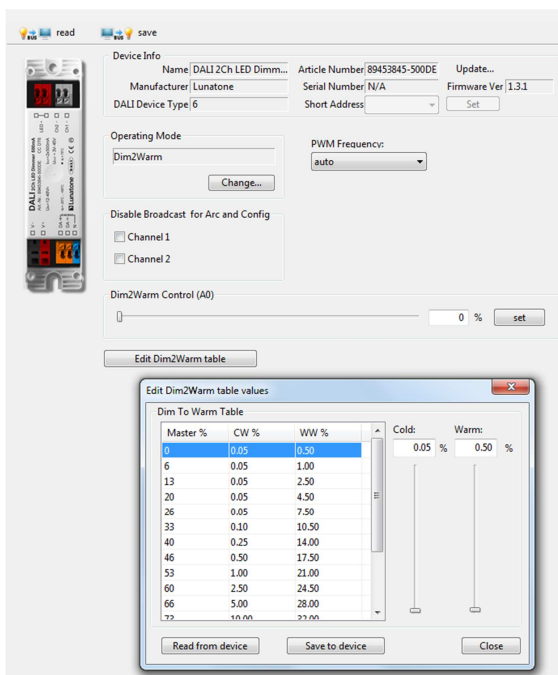 read save
Device Info
Name DALI 2Ch LED Dimm... Article Number 89453845-500DE Update...
Manufacturer Lunatone Serial Number N/A Firmware Ver 1.3.1
DALI Device Type 6 Short Address Set
Operating Mode
Dim2Warm
Change...
PWM Frequency:
auto
Disable Broadcast for Arc and Config
Channel 1
Channel 2
Dim2Warm Control (A0)
0 % set
Edit Dim2Warm table
Edit Dim2Warm table values
Dim To Warm Table
Master % CW % WW %
0 0.05 0.50
6 0.05 1.00
13 0.05 2.50
20 0.05 4.50
26 0.05 7.50
33 0.10 10.50
40 0.25 14.00
46 0.50 17.50
53 1.00 21.00
60 2.50 24.50
66 5.00 28.00
73 10.00 32.00
Cold: Warm:
0.05 % 0.50 %
Read from device Save to device Close